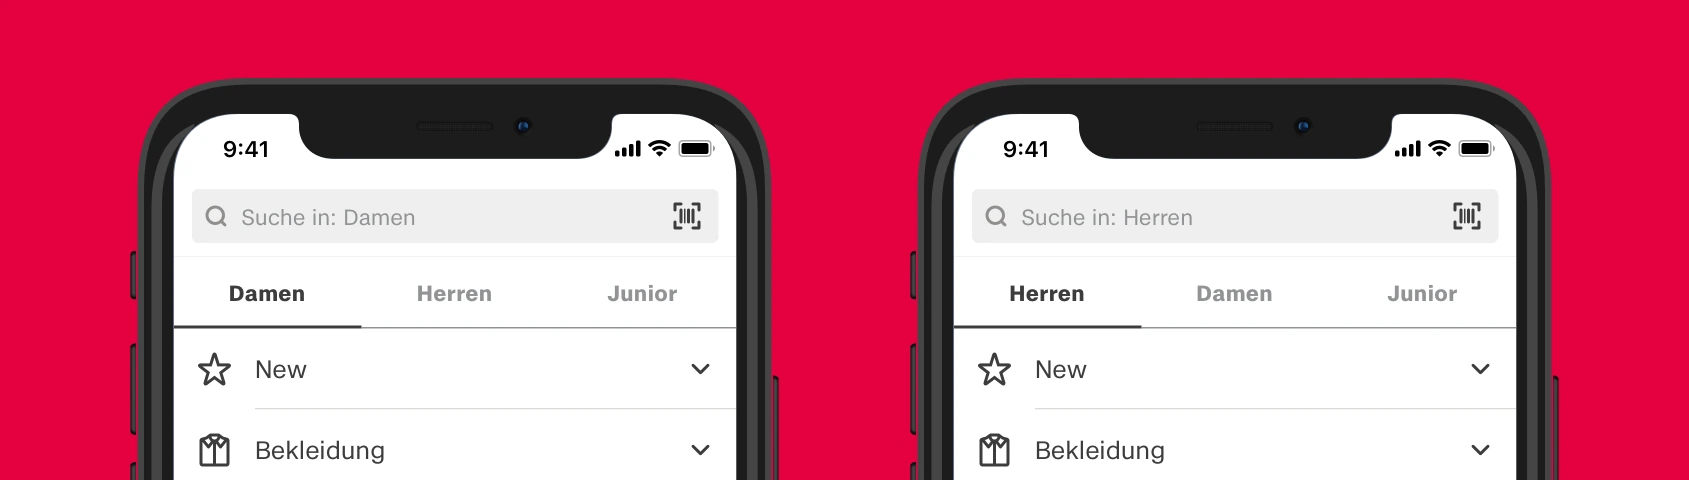 9:41
Suche in: Damen
Damen Herren Junior
New
Bekleidung
9:41
Suche in: Herren
Herren Damen Junior
New
Bekleidung